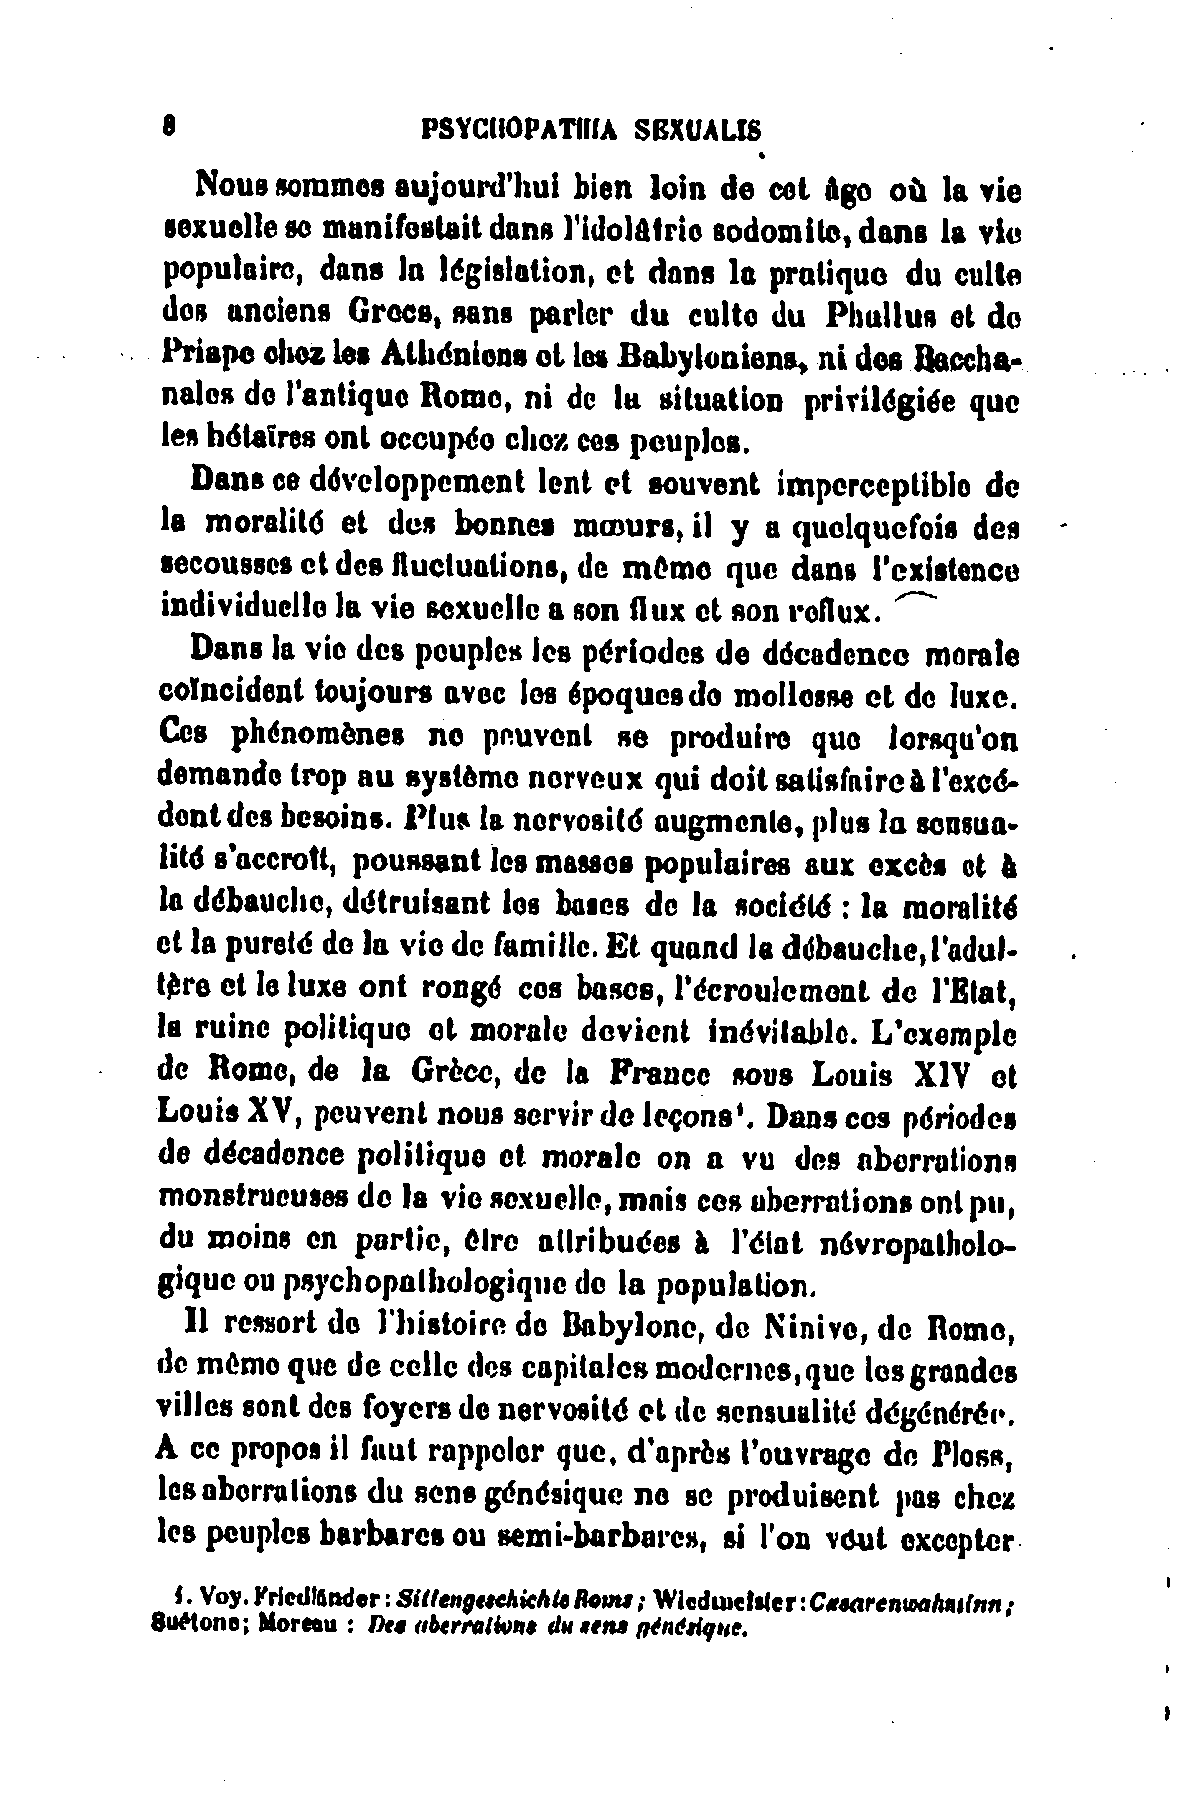 8 PSYCHOPATHIA SEXUALIS
Nous sommes aujourd'hui bien loin de cet âge où la vie
sexuelle se manifestait dans l'idolâtrie sodomite, dans la vie
populaire, dans la législation, et dans la pratique du culte
des anciens Grecs, sans parler du culte du Phallus et de
Priape chez les Athéniens et les Babyloniens, ni des Baccha-
nales de l'antique Rome, ni de la situation privilégiée que
les hétaïres ont occupée chez ces peuples.
Dans ce développement lent et souvent imperceptible de
la moralité et des bonnes mœurs, il y a quelquefois des
secousses et des fluctuations, de même que dans l'existence
individuelle la vie sexuelle a son flux et son reflux.
Dans la vie des peuples les périodes de décadence morale
coïncident toujours avec les époques de mollesse et de luxe.
Ces phénomènes ne peuvent se produire que lorsqu'on
demande trop au système nerveux qui doit satisfaire à l'excé-
dent des besoins. Plus la nervosité augmente, plus la sensua-
lité s'accroît, poussant les masses populaires aux excès et à
la débauche, détruisant les bases de la société : la moralité
et la pureté de la vie de famille. Et quand la débauche, l'adul-
tère et le luxe ont rongé ces bases, l'écroulement de l'Etat,
la ruine politique et morale devient inévitable. L'exemple
de Rome, de la Grèce, de la France sous Louis XIV et
Louis XV, peuvent nous servir de leçons¹. Dans ces périodes
de décadence politique et morale on a vu des aberrations
monstrueuses de la vie sexuelle, mais ces aberrations ont pu,
du moins en partie, être attribuées à l'état névropatholo-
gique ou psychopathologique de la population.
Il ressort de l'histoire de Babylone, de Ninive, de Rome,
de même que de celle des capitales modernes, que les grandes
villes sont des foyers de nervosité et de sensualité dégénérée.
A ce propos il faut rappeler que, d'après l'ouvrage de Ploss,
les aberrations du sens génésique ne se produisent pas chez
les peuples barbares ou semi-barbares, si l'on veut excepter
1. Voy. Friedländer : Sittengeschichte Roms ; Wiedmeister : Cæsarenwahnsinn ;
Suétone ; Moreau : Des aberrations du sens génésique.